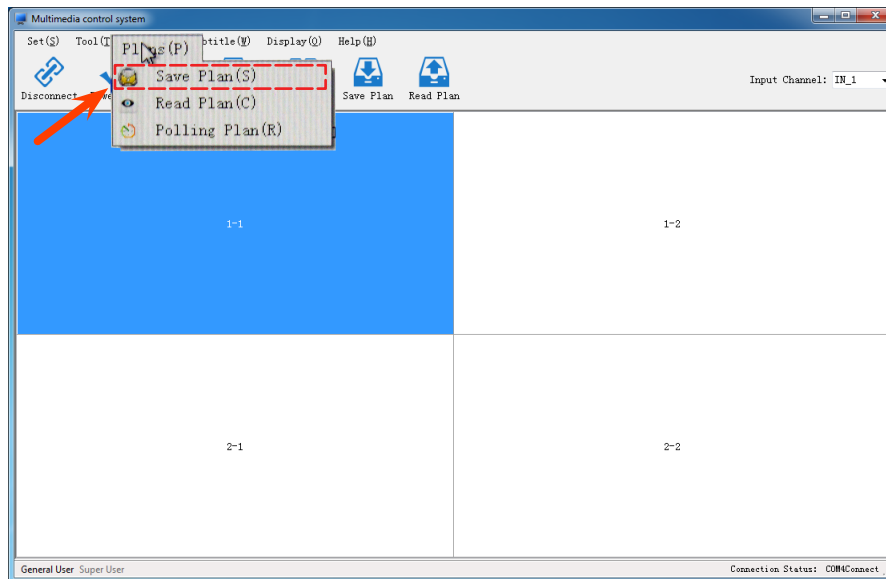 Multimedia control system
Set(S) Tool(T Plans(P) btitle(W) Display(O) Help(H)
Save Plan(S)
Read Plan(C)
Polling Plan(R)
Disconnect Save Plan Read Plan
Input Channel: IN_1
1-1 1-2
2-1 2-2
General User Super User Connection Status: COM4Connect